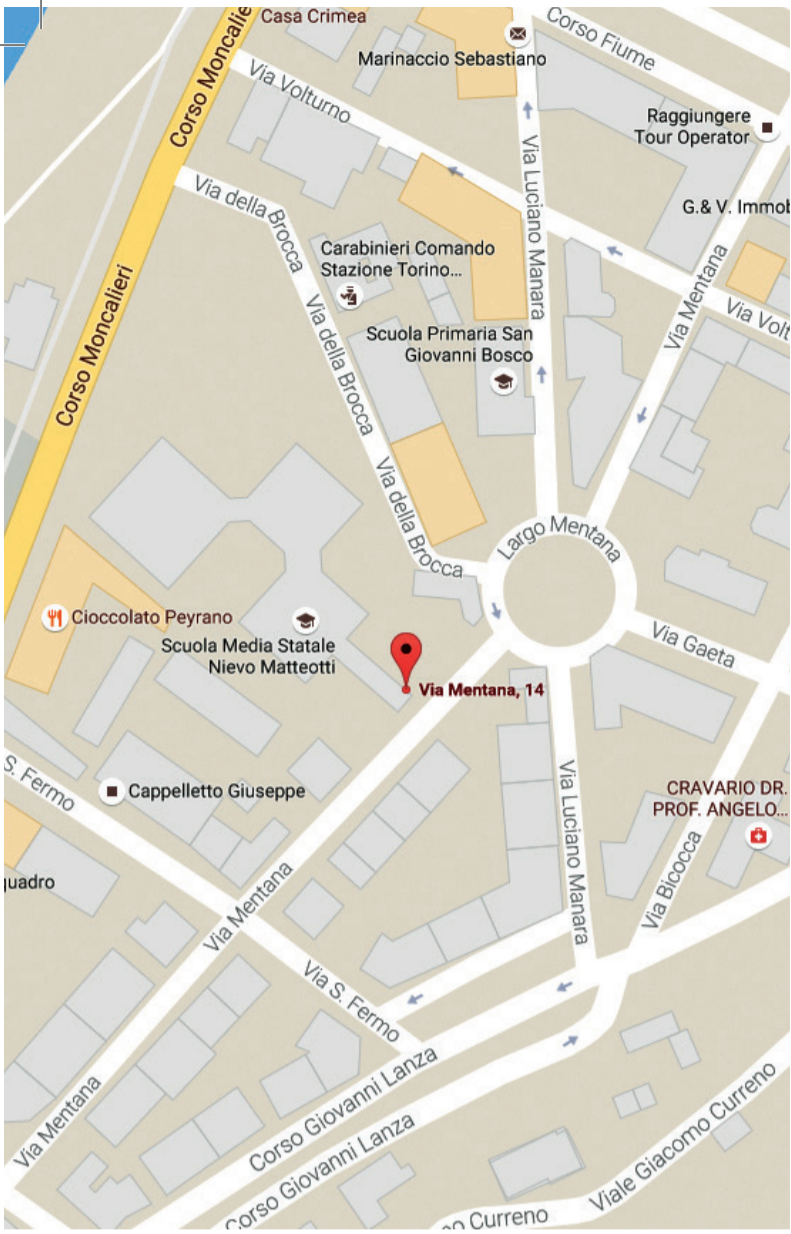 Casa Crimea
Corso Moncalie
Marinaccio Sebastiano
Corso Fiume
Via Volturno
Raggiungere
Tour Operator
Via Luciano Manara
Via della Brocca
G.& V. Immob
Carabinieri Comando
Stazione Torino...
Via Mentana
Via Volt
Corso Moncalieri
Via della Brocca
Scuola Primaria San
Giovanni Bosco
Via della Brocca
Largo Mentana
Cioccolato Peyrano
Scuola Media Statale
Nievo Matteotti
Via Gaeta
Via Mentana, 14
S. Fermo
Cappelletto Giuseppe
CRAVARIO DR.
PROF. ANGELO...
Via Luciano Manara
Via Bicocca
quadro
Via Mentana
Via S. Fermo
Corso Giovanni Lanza
Via Mentana
Corso Giovanni Lanza
Viale Giacomo Curreno
no Curreno